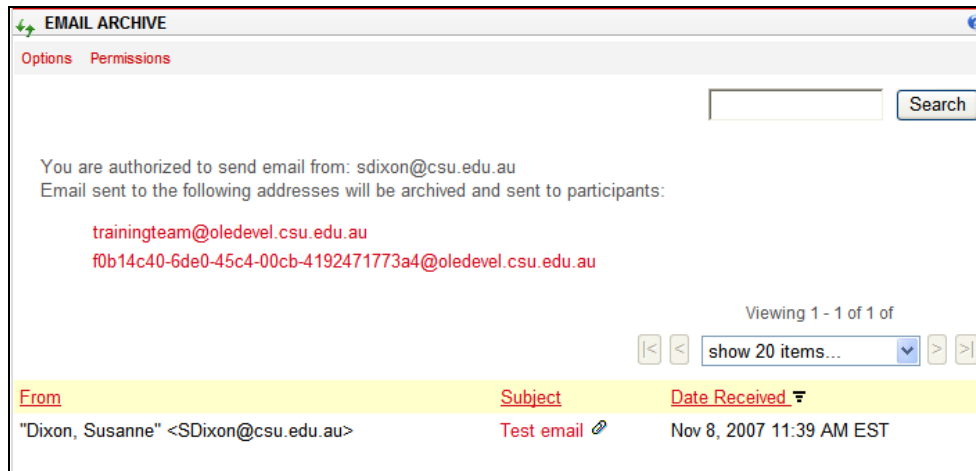 EMAIL ARCHIVE
Options Permissions
Search
You are authorized to send email from: sdixon@csu.edu.au
Email sent to the following addresses will be archived and sent to participants:
trainingteam@oledevel.csu.edu.au
f0b14c40-6de0-45c4-00cb-4192471773a4@oledevel.csu.edu.au
Viewing 1 - 1 of 1 of
|< < show 20 items... > >|
From Subject Date Received
"Dixon, Susanne" <SDixon@csu.edu.au> Test email Nov 8, 2007 11:39 AM EST